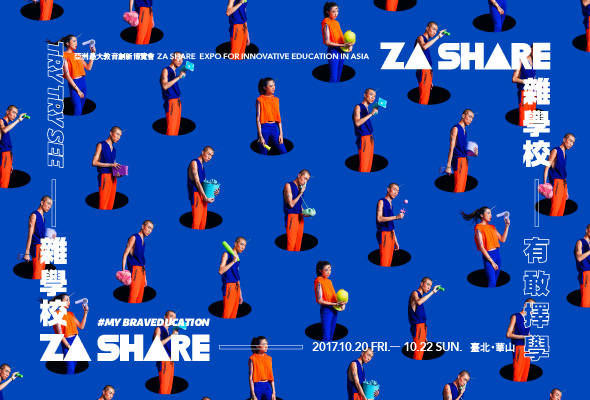 亞洲最大教育創新博覽會 ZA SHARE EXPO FOR INNOVATIVE EDUCATION IN ASIA
ZA SHARE
雜學校
有敢擇學
TRY TRY SEE
雜學校
#MY BRAVEDUCATION
ZA SHARE
2017.10.20 FRI.— 10.22 SUN. 臺北·華山